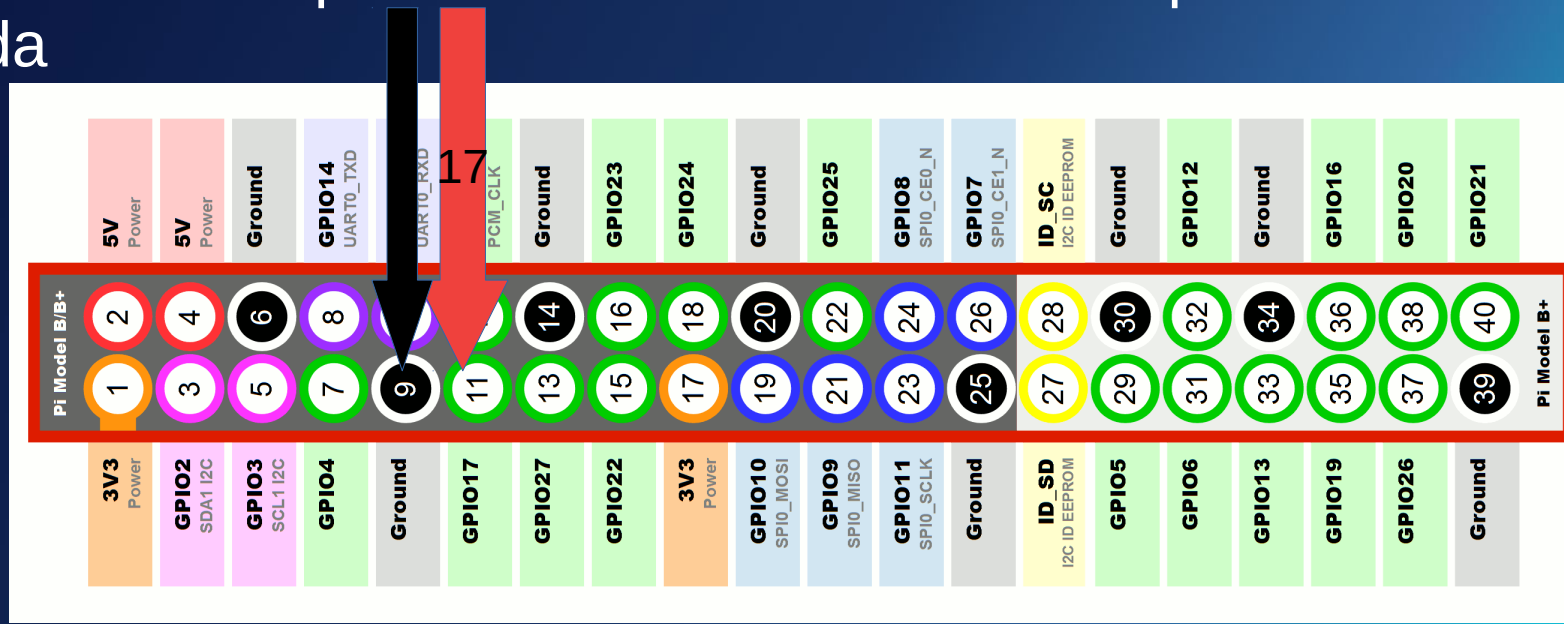 da
17
5V
Power
5V
Power
Ground
GPIO14
UART0_TXD
UART0_RXD
PCM_CLK
Ground
GPIO23
GPIO24
Ground
GPIO25
GPIO8
SPI0_CE0_N
GPIO7
SPI0_CE1_N
ID_SC
I2C ID EEPROM
Ground
GPIO12
Ground
GPIO16
GPIO20
GPIO21
Pi Model B/B+
2 4 6 8 14 16 18 20 22 24 26 28 30 32 34 36 38 40
1 3 5 7 9 11 13 15 17 19 21 23 25 27 29 31 33 35 37 39
Pi Model B+
3V3
Power
GPIO2
SDA1 I2C
GPIO3
SCL1 I2C
GPIO4
Ground
GPIO17
GPIO27
GPIO22
3V3
Power
GPIO10
SPI0_MOSI
GPIO9
SPI0_MISO
GPIO11
SPI0_SCLK
Ground
ID_SD
I2C ID EEPROM
GPIO5
GPIO6
GPIO13
GPIO19
GPIO26
Ground